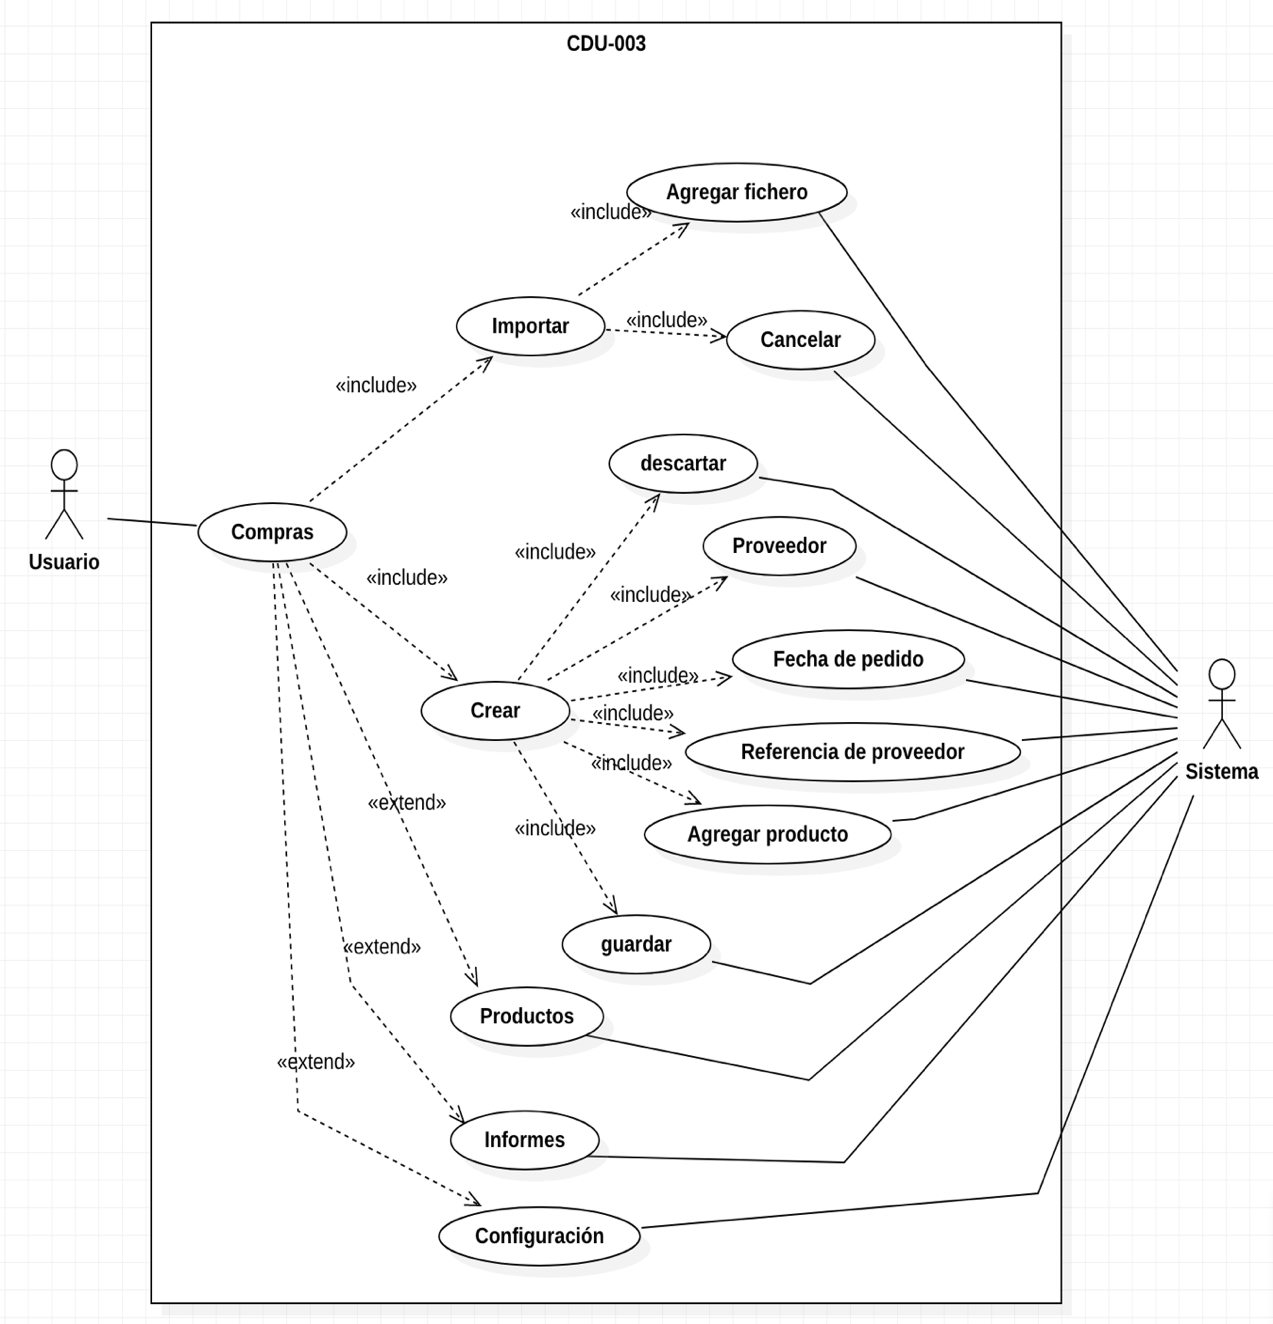 CDU-003
Agregar fichero
«include»
Importar
«include»
Cancelar
«include»
descartar
Compras
Proveedor
«include»
Usuario
«include»
«include»
Fecha de pedido
«include»
Crear
«include»
Referencia de proveedor
«include»
Sistema
«extend»
«include»
Agregar producto
guardar
«extend»
Productos
«extend»
Informes
Configuración